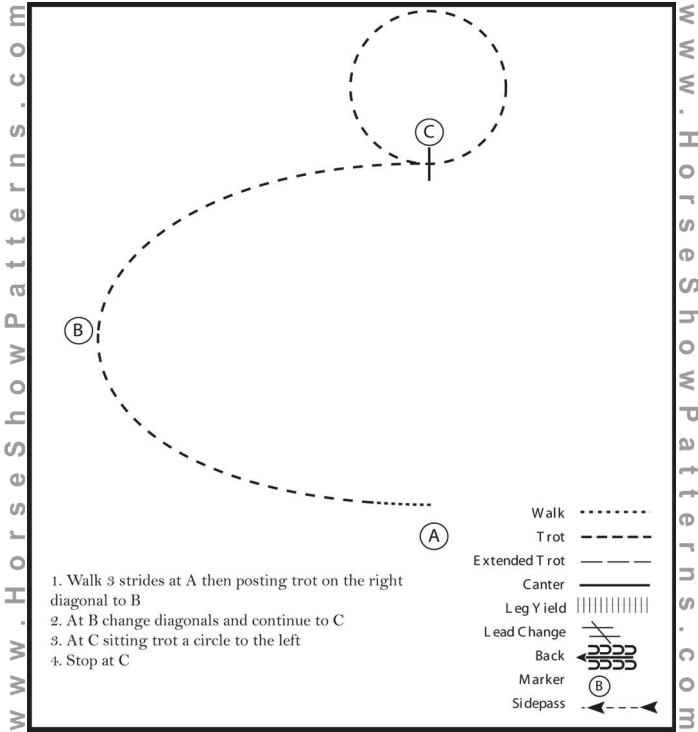 www.HorseShowPatterns.com
C
B
A
1. Walk 3 strides at A then posting trot on the right
diagonal to B
2. At B change diagonals and continue to C
3. At C sitting trot a circle to the left
4. Stop at C
Walk
Trot
Extended Trot
Canter
Leg Yield
Lead Change
Back
Marker B
Sidepass
www.HorseShowPatterns.com